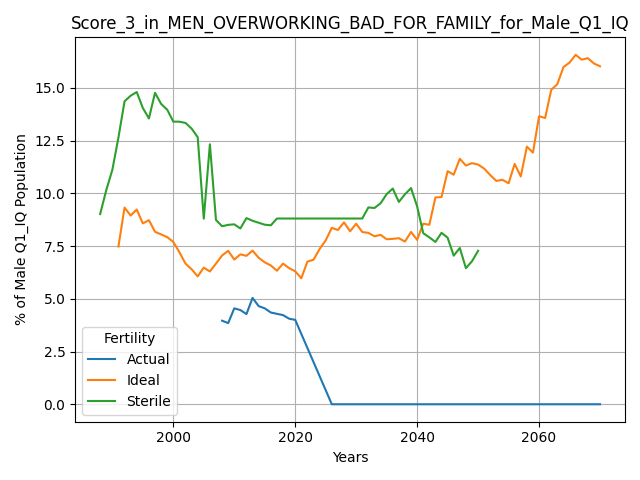 Score_3_in_MEN_OVERWORKING_BAD_FOR_FAMILY_for_Male_Q1_IQ
% of Male Q1_IQ Population
15.0
12.5
10.0
7.5
5.0
2.5
0.0
Fertility
Actual
Ideal
Sterile
2000 2020 2040 2060
Years